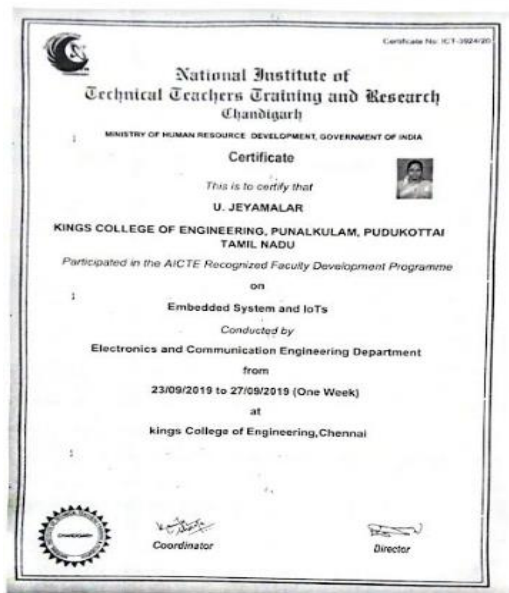 Certificate No: ICT-3924/20
National Institute of
Technical Teachers Training and Research
Chandigarh
MINISTRY OF HUMAN RESOURCE DEVELOPMENT, GOVERNMENT OF INDIA
Certificate
This is to certify that
U. JEYAMALAR
KINGS COLLEGE OF ENGINEERING, PUNALKULAM, PUDUKOTTAI
TAMIL NADU
Participated in the AICTE Recognized Faculty Development Programme
on
Embedded System and IoTs
Conducted by
Electronics and Communication Engineering Department
from
23/09/2019 to 27/09/2019 (One Week)
at
kings College of Engineering,Chennai
CHANDIGARH
Coordinator
Director